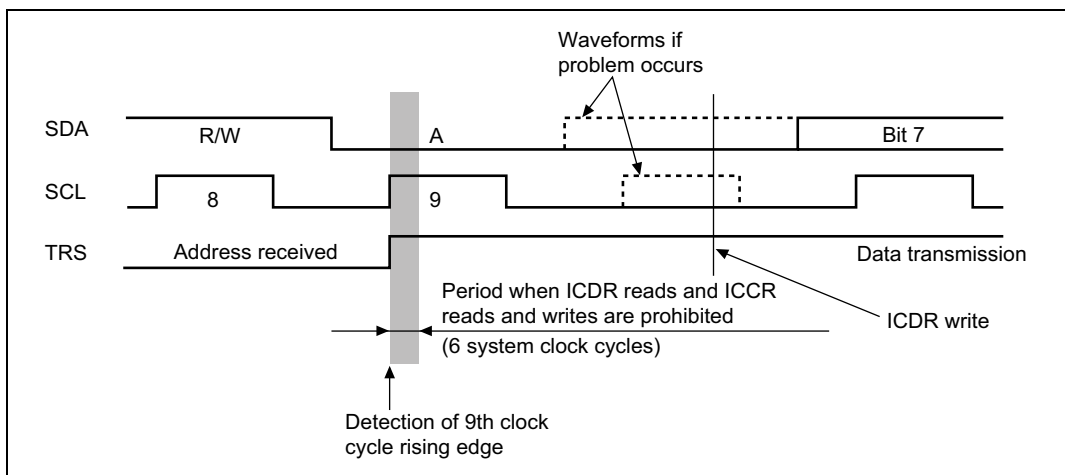 Waveforms if
problem occurs
SDA
R/W
A
Bit 7
SCL
8
9
TRS
Address received
Data transmission
Period when ICDR reads and ICCR
reads and writes are prohibited
(6 system clock cycles)
ICDR write
Detection of 9th clock
cycle rising edge